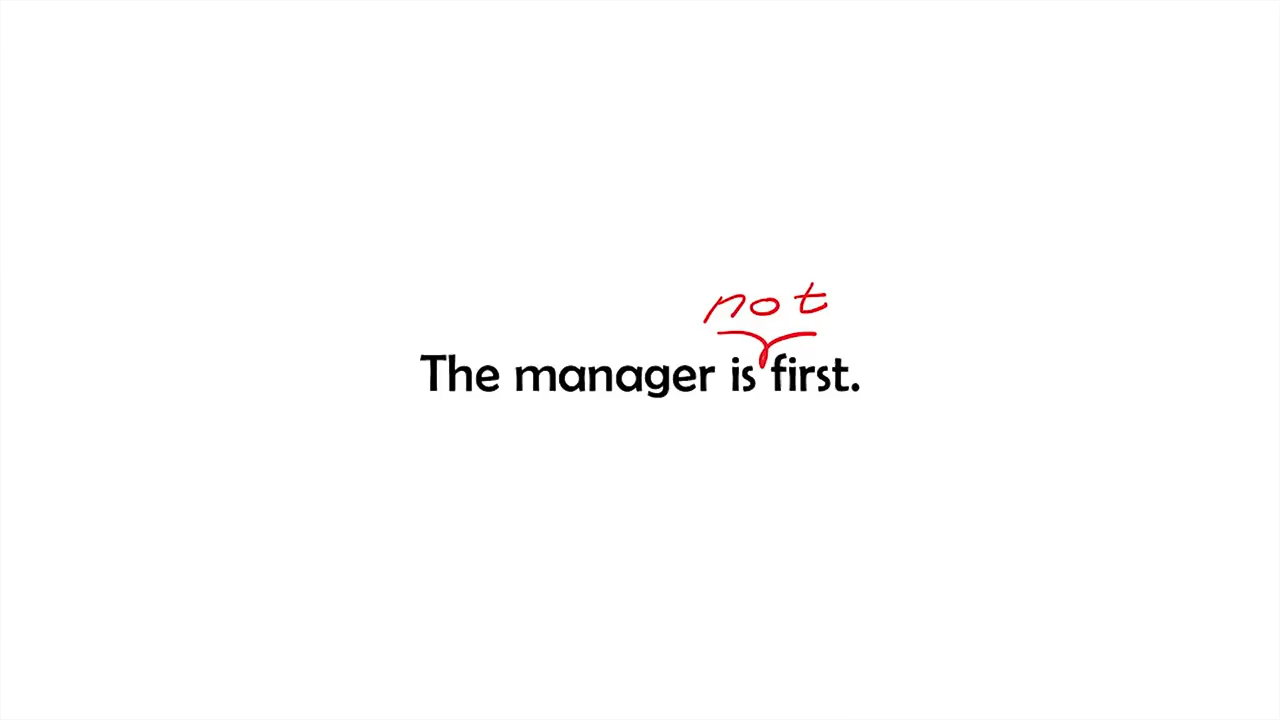 not
The manager is first.